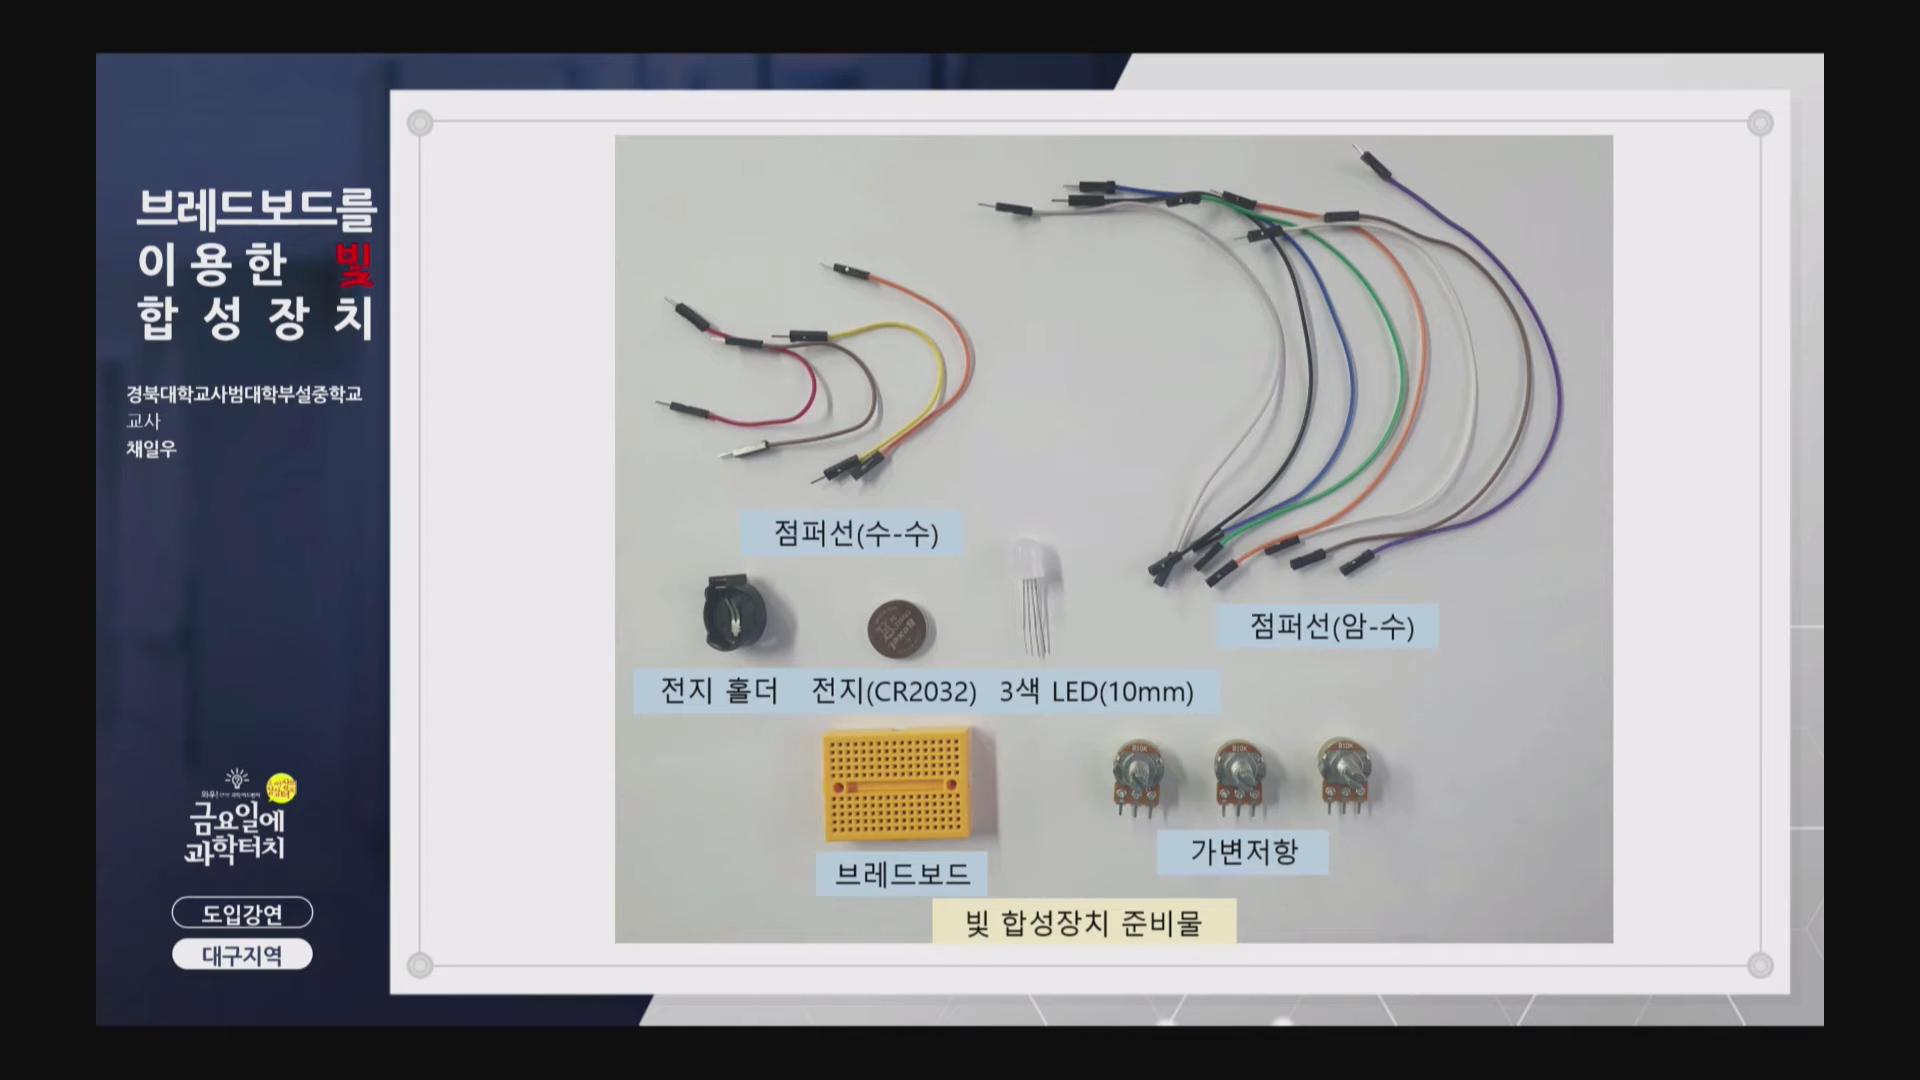 브레드보드를
이용한 빛
합성장치
경북대학교사범대학부설중학교
교사
채일우
금요일에
과학터치
도입강연
대구지역
점퍼선(수-수)
점퍼선(암-수)
전지 홀더 전지(CR2032) 3색 LED(10mm)
B10K B10K B10K
브레드보드
가변저항
빛 합성장치 준비물